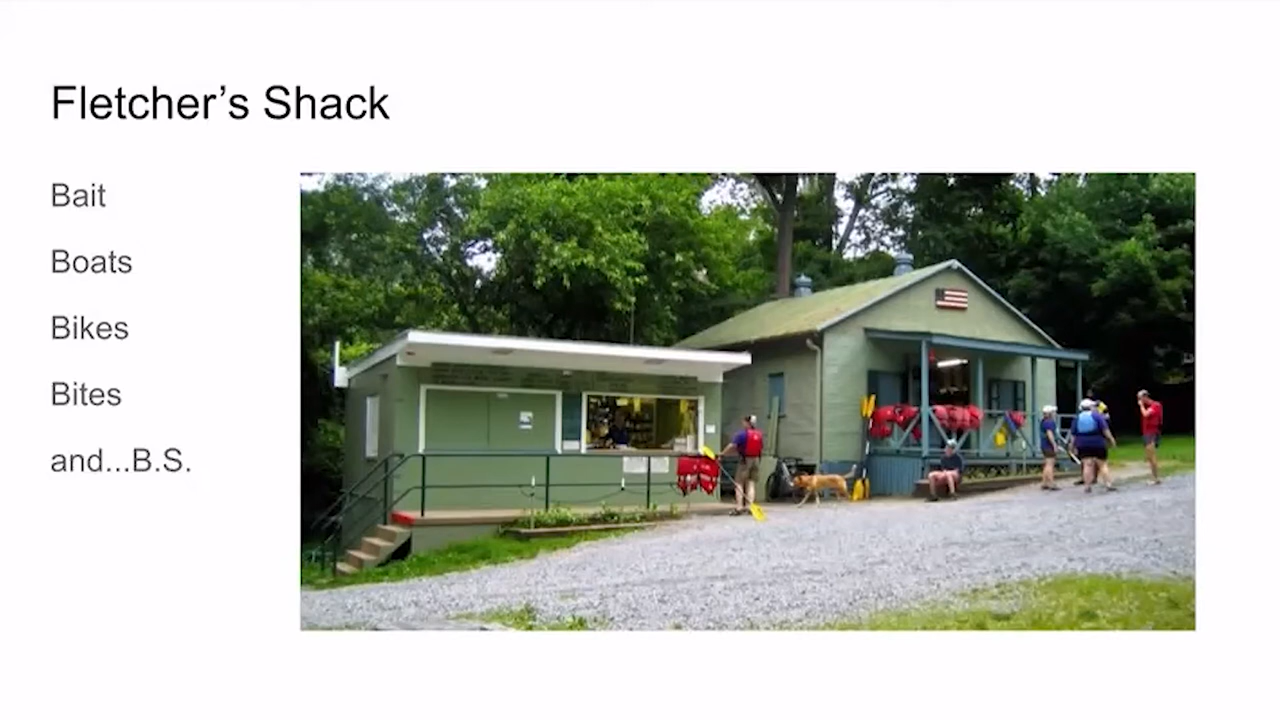 Fletcher’s Shack
Bait
Boats
Bikes
Bites
and...B.S.